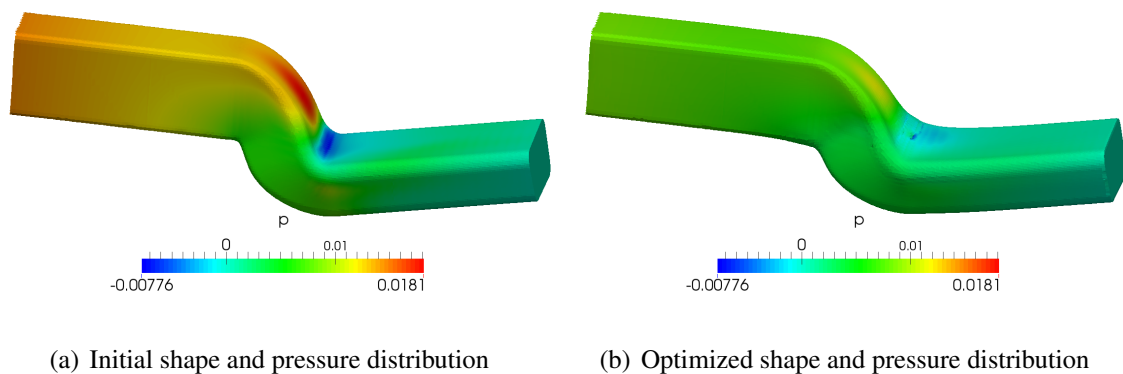 p
0 0.01
-0.00776 0.0181
p
0 0.01
-0.00776 0.0181
(a) Initial shape and pressure distribution
(b) Optimized shape and pressure distribution